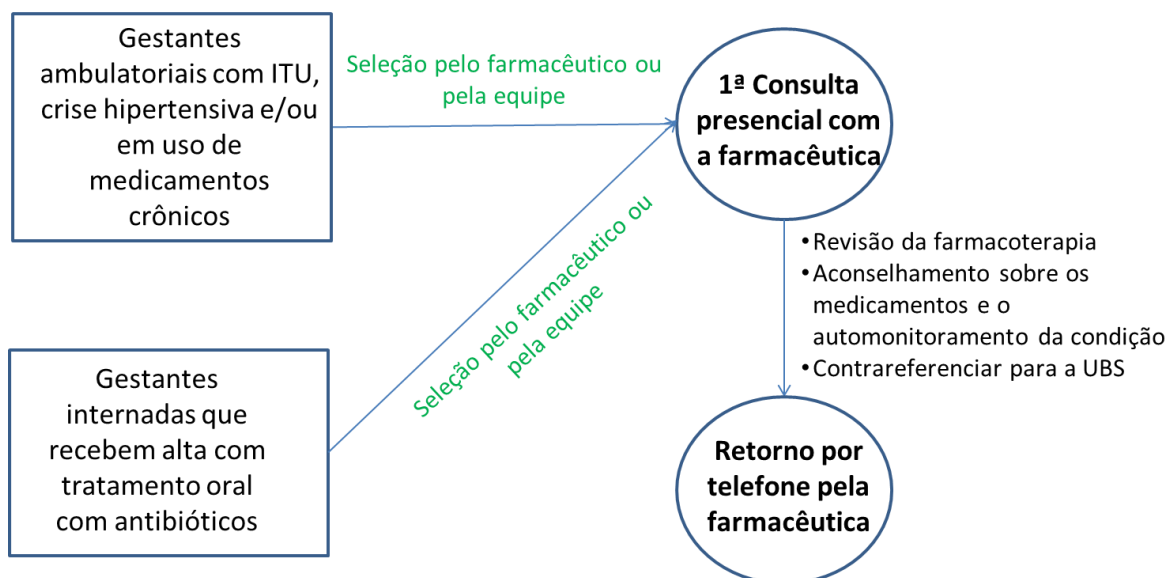 Gestantes
ambulatoriais com ITU,
crise hipertensiva e/ou
em uso de
medicamentos
crônicos
Seleção pelo farmacêutico ou
pela equipe
1ª Consulta
presencial com
a farmacêutica
Seleção pelo farmacêutico ou
pela equipe
•Revisão da farmacoterapia
•Aconselhamento sobre os
medicamentos e o
automonitoramento da condição
•Contrareferenciar para a UBS
Gestantes
internadas que
recebem alta com
tratamento oral
com antibióticos
Retorno por
telefone pela
farmacêutica